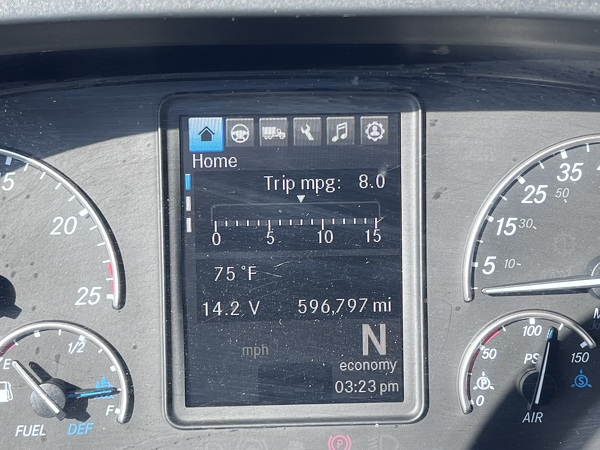 Home
Trip mpg: 8.0
0 5 10 15
75 °F
14.2 V 596,797 mi
mph
N
economy
03:23 pm
20
25
E 1/2 F
FUEL DEF
5 15 25 35 45
10 30 50
0 50 100 150
PSI
AIR
P
S
(P)